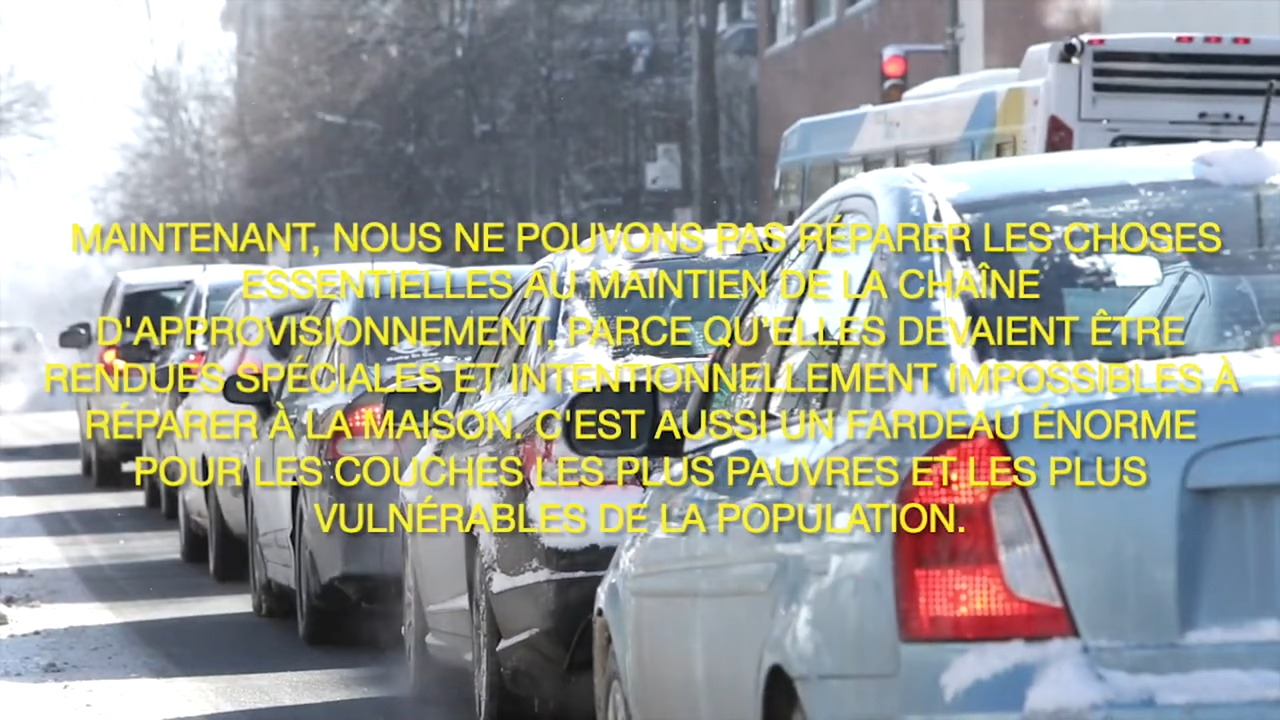 MAINTENANT, NOUS NE POUVONS PAS RÉPARER LES CHOSES
ESSENTIELLES AU MAINTIEN DE LA CHAÎNE
D'APPROVISIONNEMENT, PARCE QU'ELLES DEVAIENT ÊTRE
RENDUES SPÉCIALES ET INTENTIONNELLEMENT IMPOSSIBLES À
RÉPARER À LA MAISON. C'EST AUSSI UN FARDEAU ÉNORME
POUR LES COUCHES LES PLUS PAUVRES ET LES PLUS
VULNÉRABLES DE LA POPULATION.